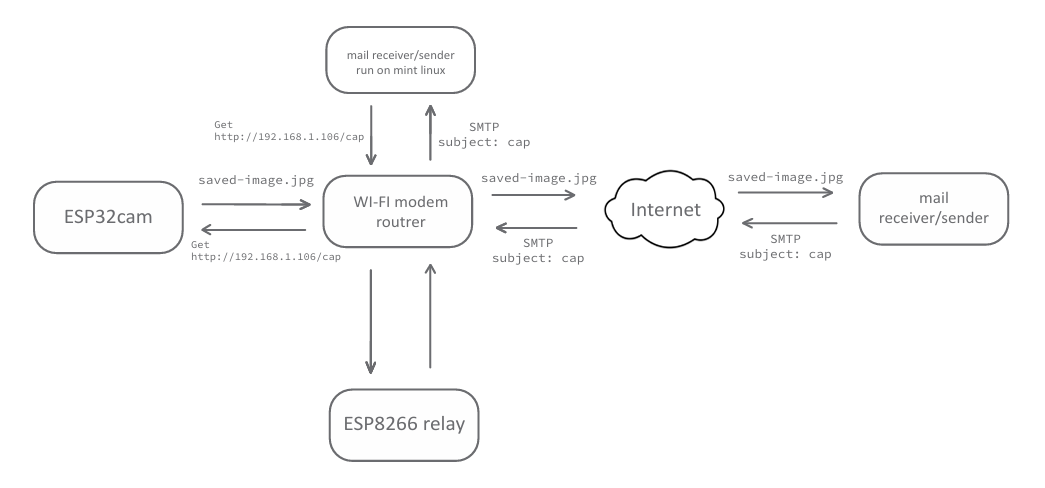 mail receiver/sender
run on mint linux
Get
http://192.168.1.106/cap
SMTP
subject: cap
saved-image.jpg
ESP32cam
Get
http://192.168.1.106/cap
WI-FI modem
routrer
saved-image.jpg
SMTP
subject: cap
Internet
saved-image.jpg
SMTP
subject: cap
mail
receiver/sender
ESP8266 relay